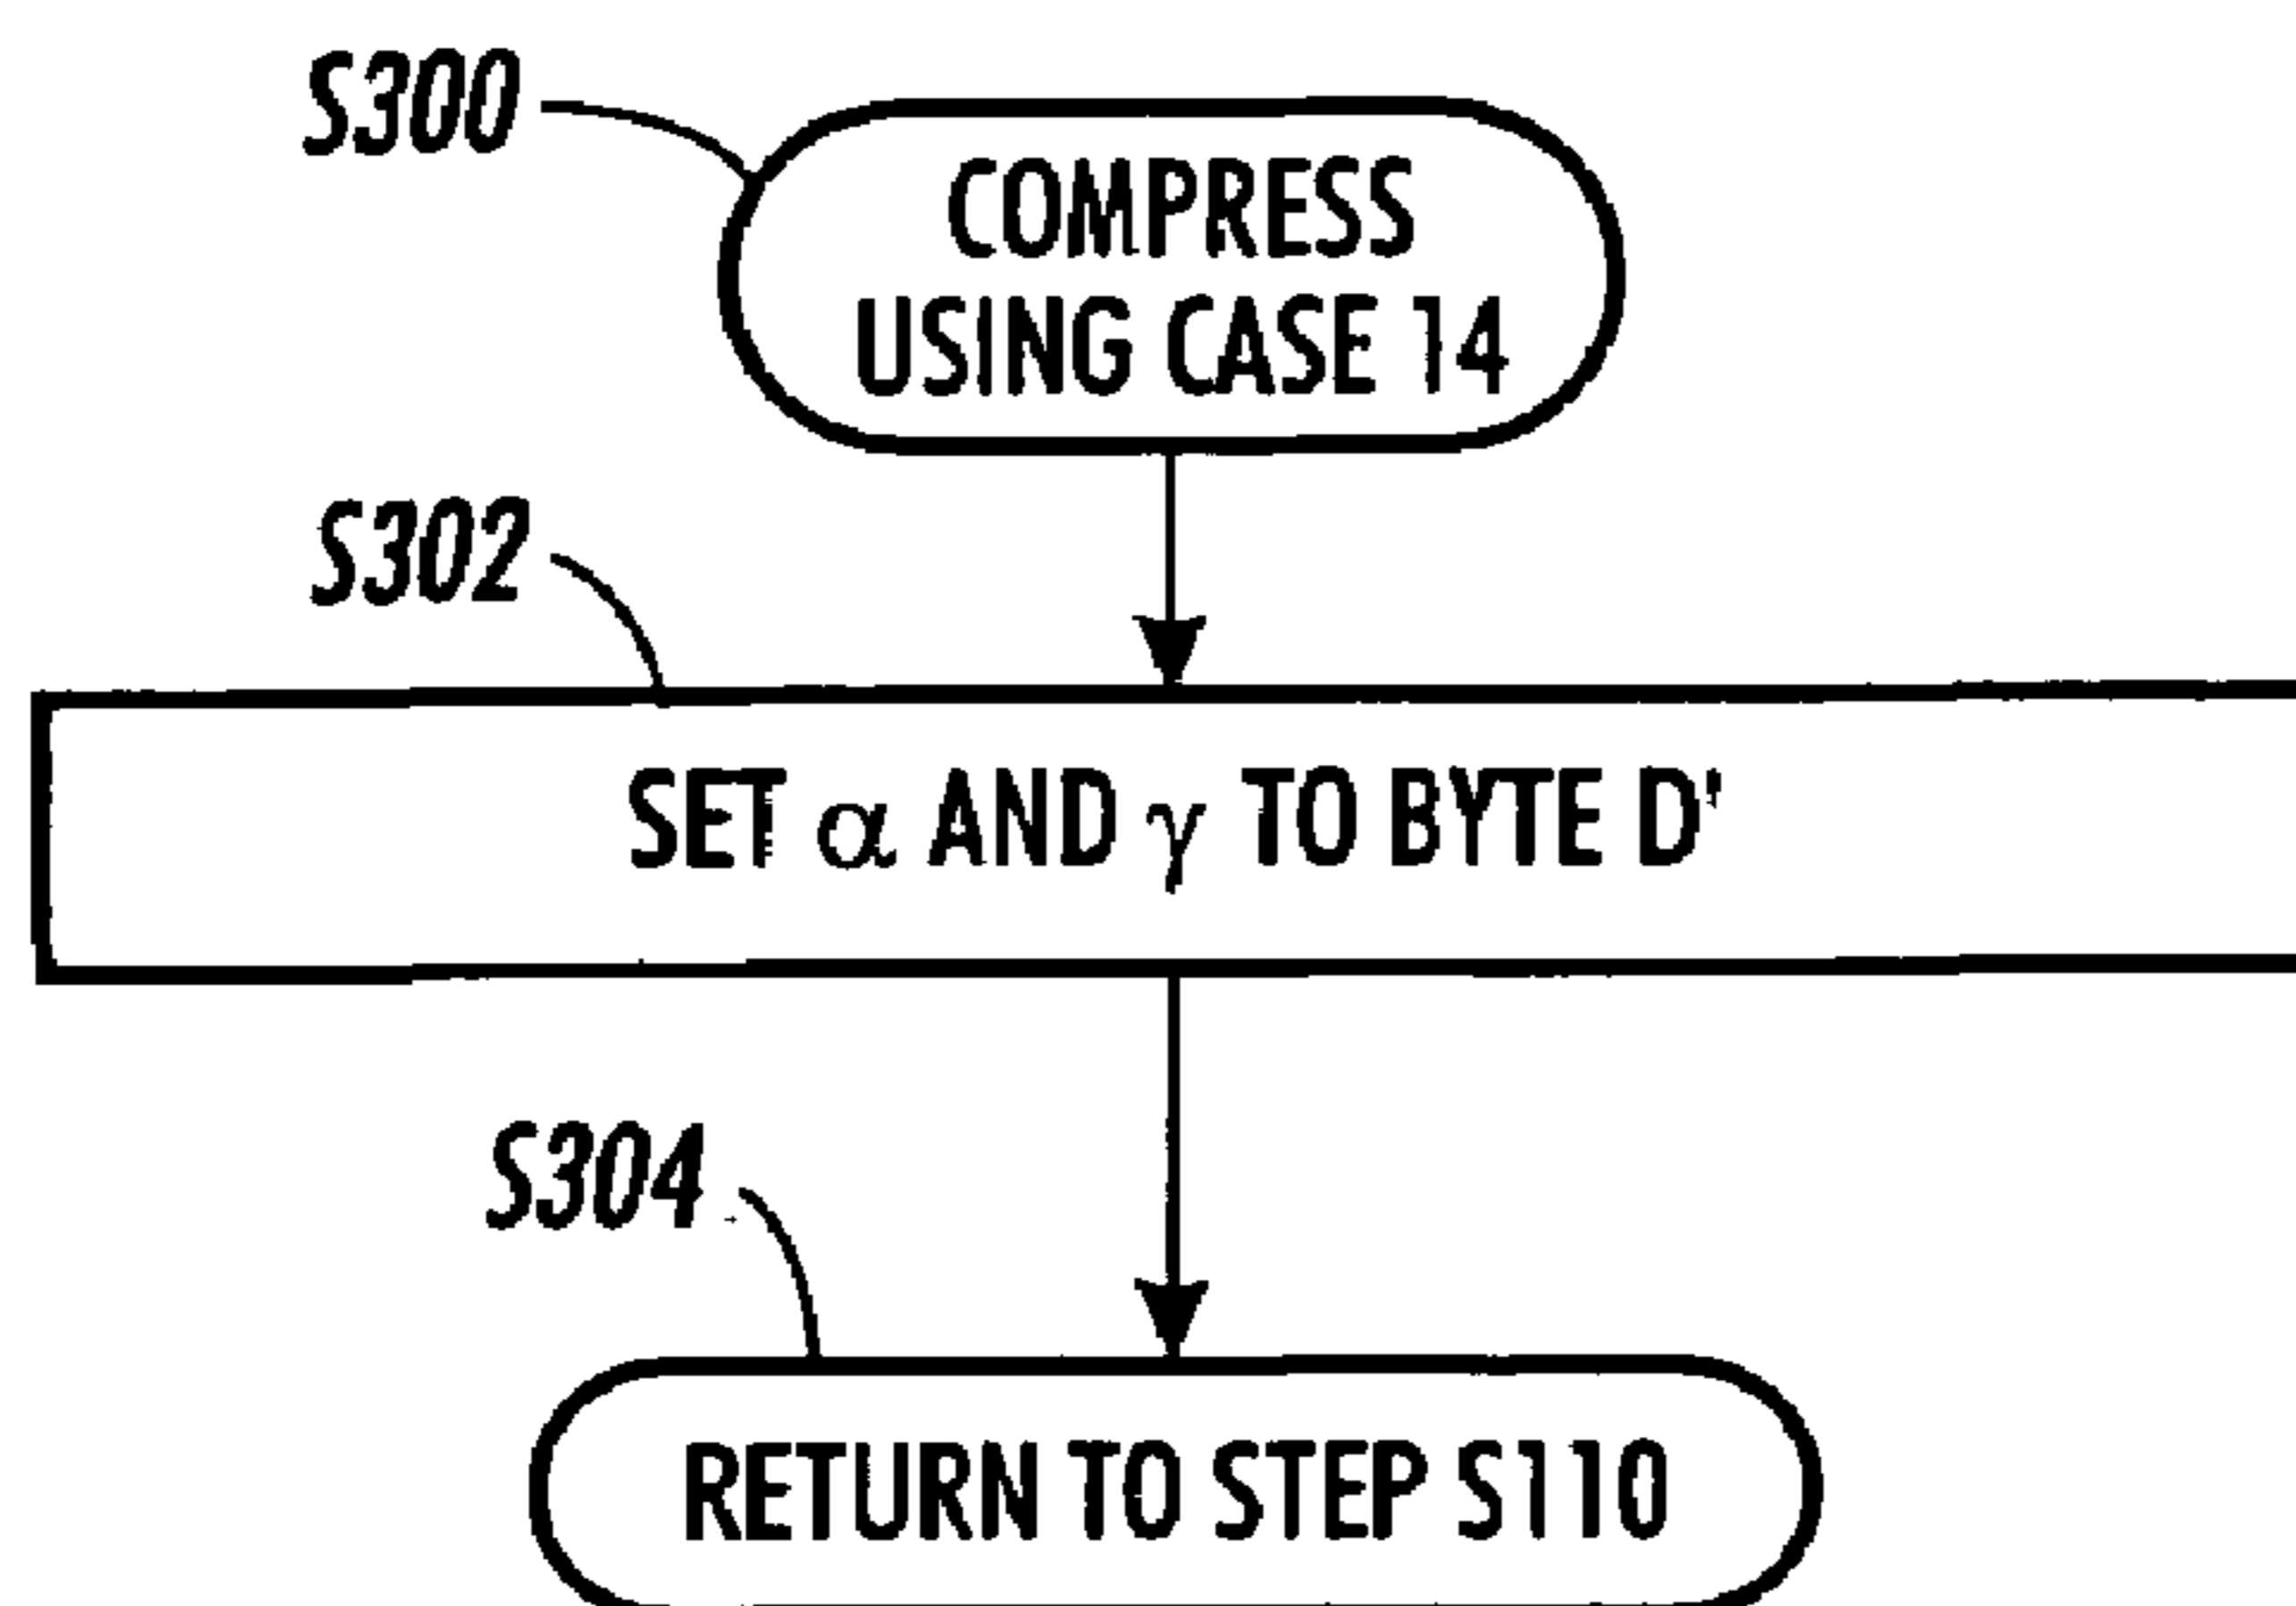 S300
COMPRESS
USING CASE 14
S302
SET α AND γ TO BYTE D'
S304
RETURN TO STEP S110